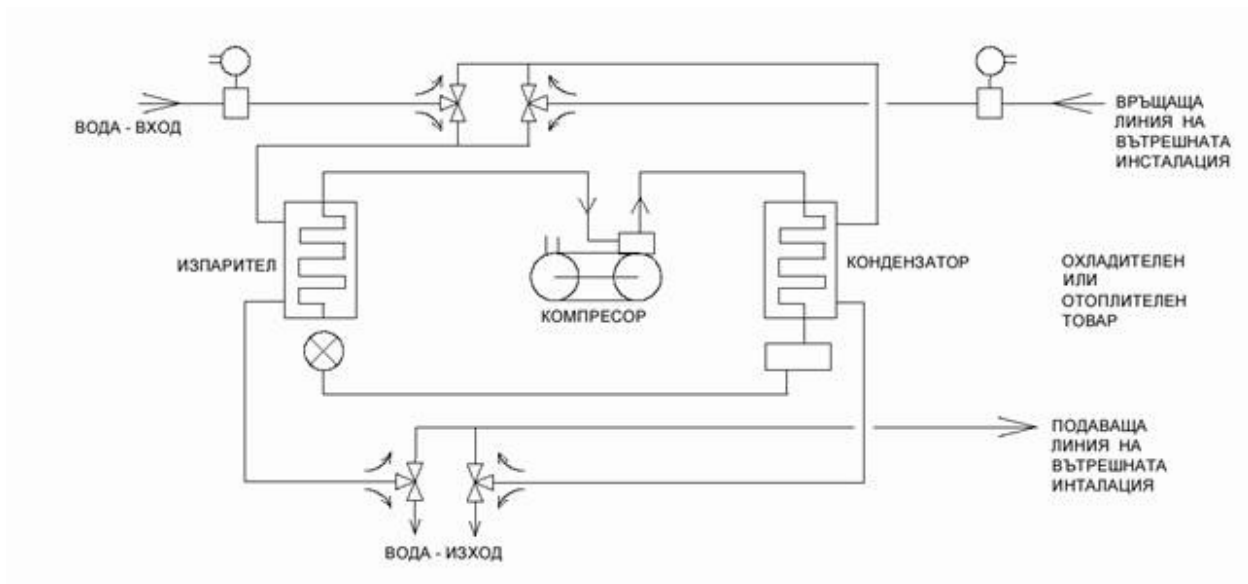 ВОДА - ВХОД
ВРЪЩАЩА
ЛИНИЯ НА
ВЪТРЕШНАТА
ИНСТАЛАЦИЯ
ИЗПАРИТЕЛ
КОМПРЕСОР
КОНДЕНЗАТОР
ОХЛАДИТЕЛЕН
ИЛИ
ОТОПЛИТЕЛЕН
ТОВАР
ПОДАВАЩА
ЛИНИЯ НА
ВЪТРЕШНАТА
ИНТАЛАЦИЯ
ВОДА - ИЗХОД